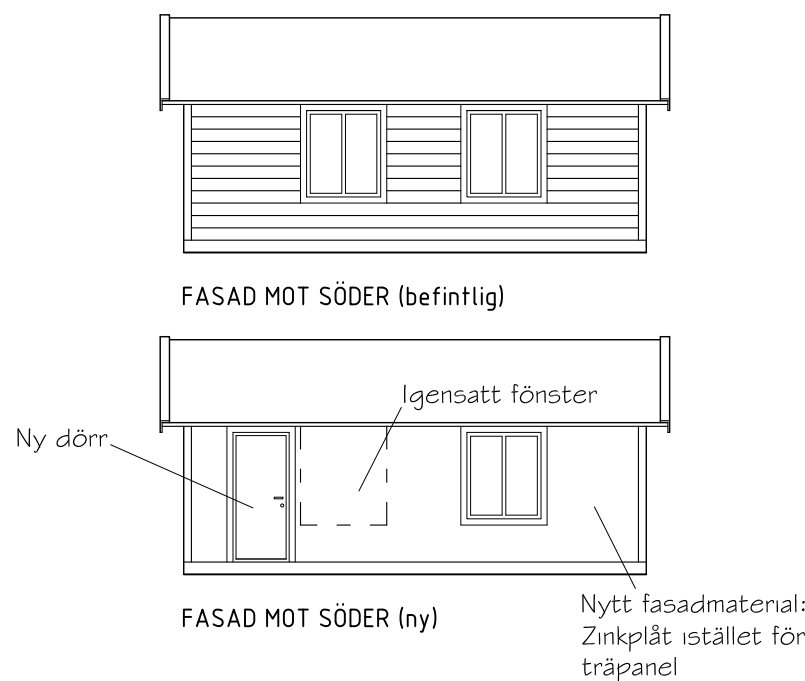 FASAD MOT SÖDER (befintlig)
Igensatt fönster
Ny dörr
FASAD MOT SÖDER (ny)
Nytt fasadmaterial:
Zinkplåt istället för
träpanel